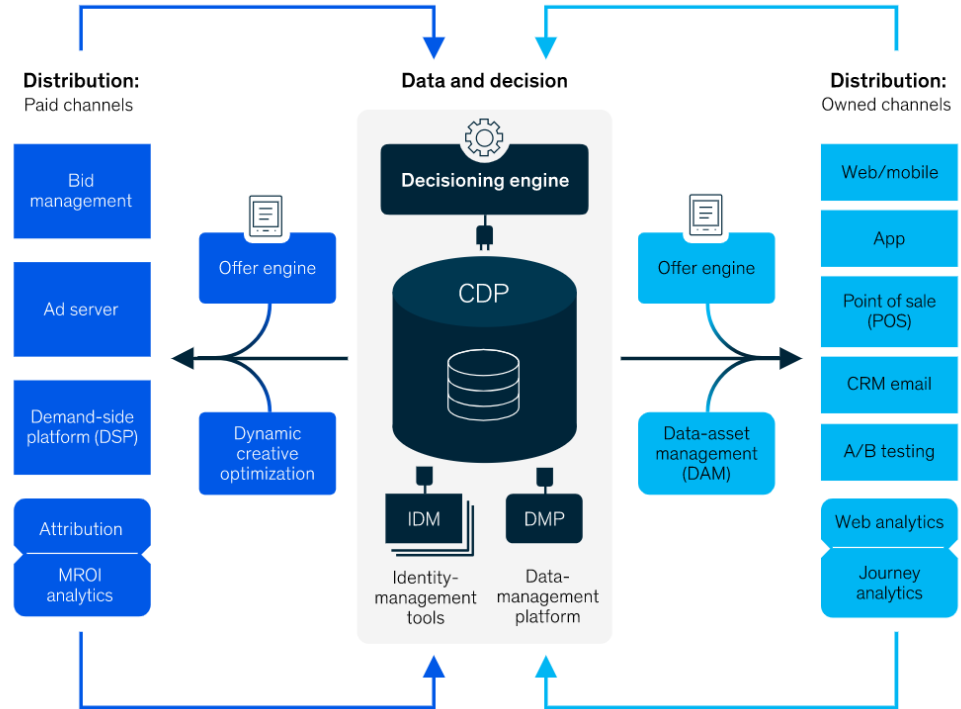 Distribution:
Paid channels
Bid
management
Ad server
Demand-side
platform (DSP)
Attribution
MROI
analytics
Offer engine
Dynamic
creative
optimization
Data and decision
Decisioning engine
CDP
IDM
Identity-
management
tools
DMP
Data-
management
platform
Offer engine
Data-asset
management
(DAM)
Distribution:
Owned channels
Web/mobile
App
Point of sale
(POS)
CRM email
A/B testing
Web analytics
Journey
analytics